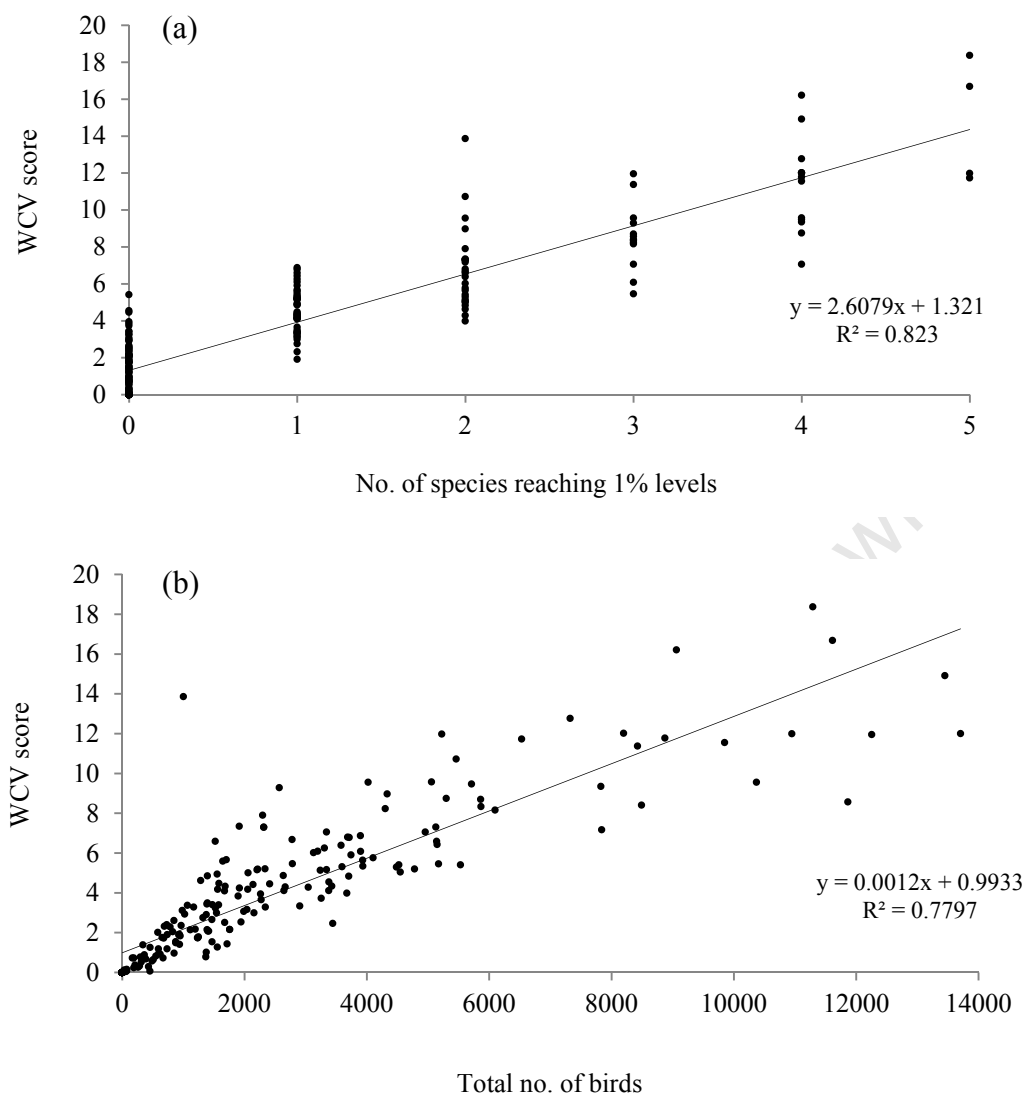 (a)
20
18
16
14
12
10
8
6
4
2
0
WCV score
y = 2.6079x + 1.321
R² = 0.823
0 1 2 3 4 5
No. of species reaching 1% levels
(b)
20
18
16
14
12
10
8
6
4
2
0
WCV score
y = 0.0012x + 0.9933
R² = 0.7797
0 2000 4000 6000 8000 10000 12000 14000
Total no. of birds